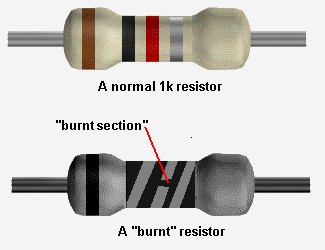 A normal 1k resistor
"burnt section"
A "burnt" resistor